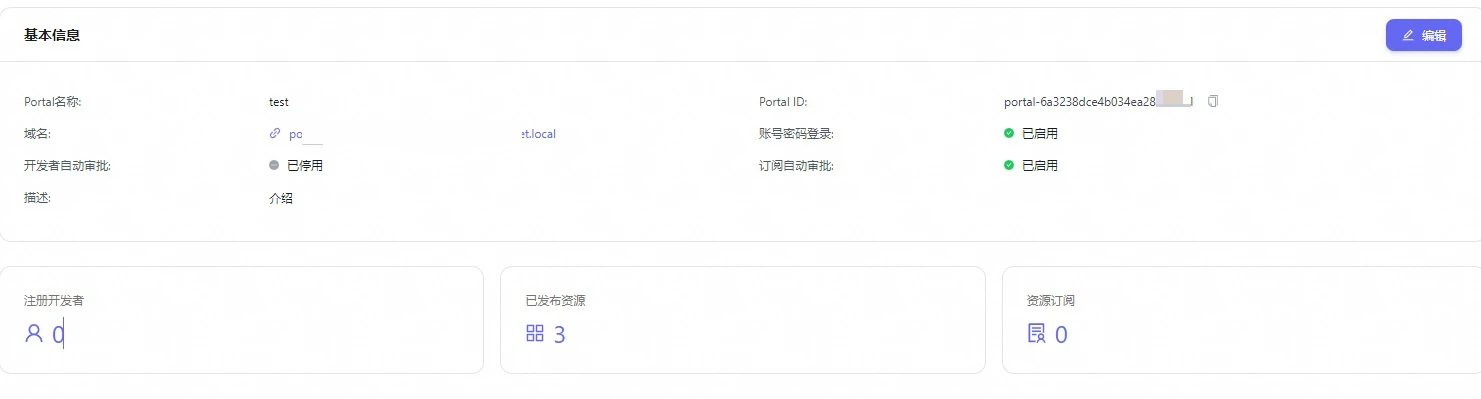 基本信息
编辑
Portal名称: test Portal ID: portal-6a3238dce4b034ea28
域名: et.local 账号密码登录: 已启用
开发者自动审批: 已停用 订阅自动审批: 已启用
描述: 介绍
注册开发者 已发布资源 资源订阅
0 3 0